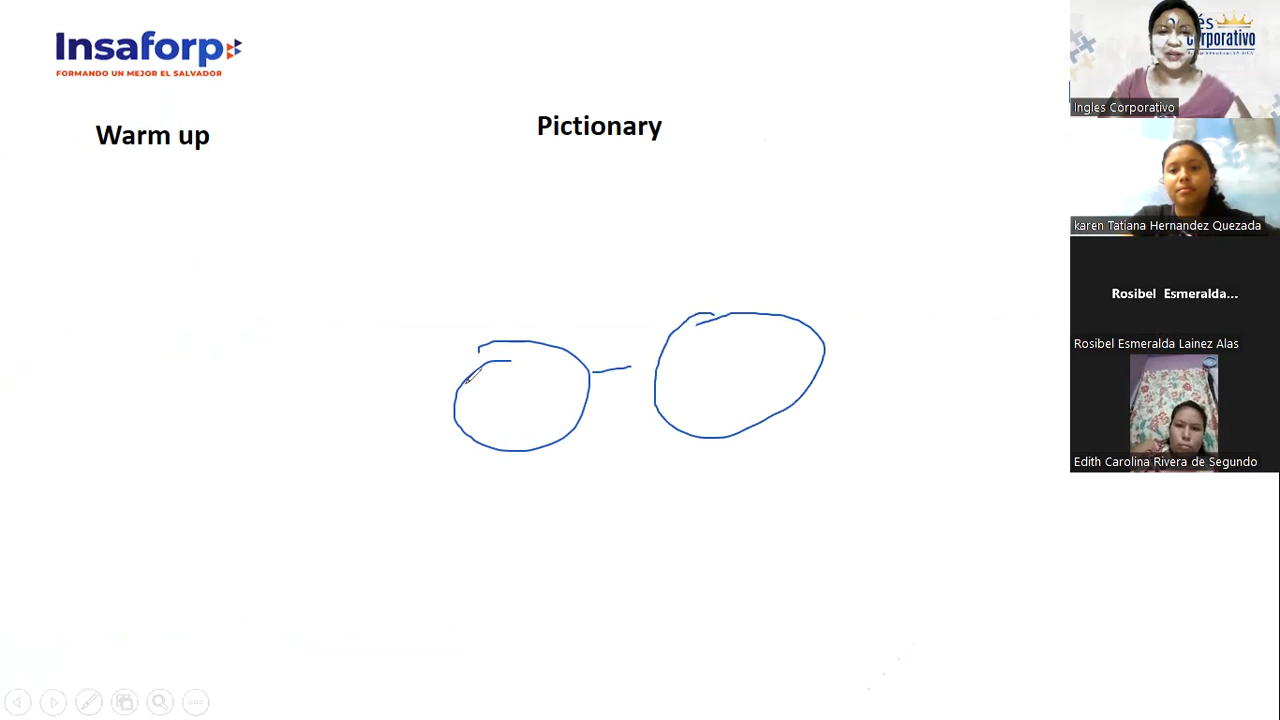 Insaforp
FORMANDO UN MEJOR EL SALVADOR
Warm up
Pictionary
Corporativo
Ingles Corporativo
karen Tatiana Hernandez Quezada
Rosibel Esmeralda...
Rosibel Esmeralda Lainez Alas
Edith Carolina Rivera de Segundo